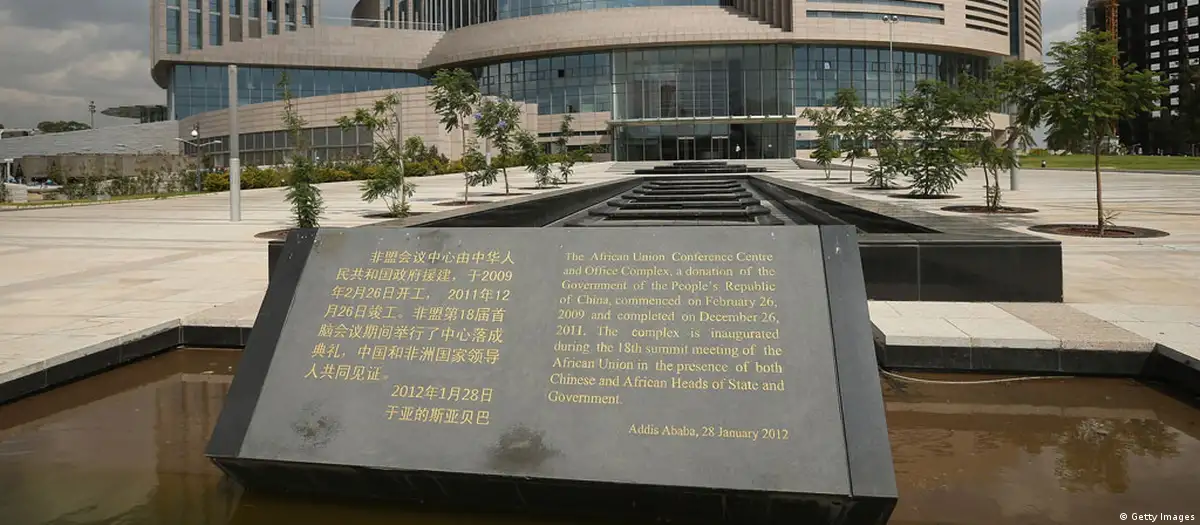 非盟会议中心由中华人
民共和国政府援建，于2009
年2月26日开工，2011年12
月26日竣工。非盟第18届首
脑会议期间举行了中心落成
典礼，中国和非洲国家领导
人共同见证。
2012年1月28日
于亚的斯亚贝巴
The African Union Conference Centre
and Office Complex, a donation of the
Government of the People's Republic
of China, commenced on February 26,
2009 and completed on December 26,
2011. The complex is inaugurated
during the 18th summit meeting of the
African Union in the presence of both
Chinese and African Heads of State and
Government.
Addis Ababa, 28 January 2012
© Getty Images